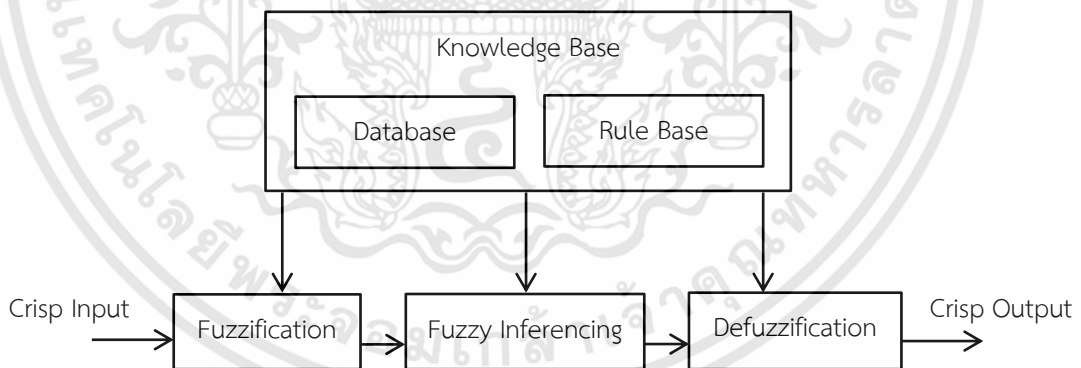 Knowledge Base
Database
Rule Base
Crisp Input
Fuzzification
Fuzzy Inferencing
Defuzzification
Crisp Output